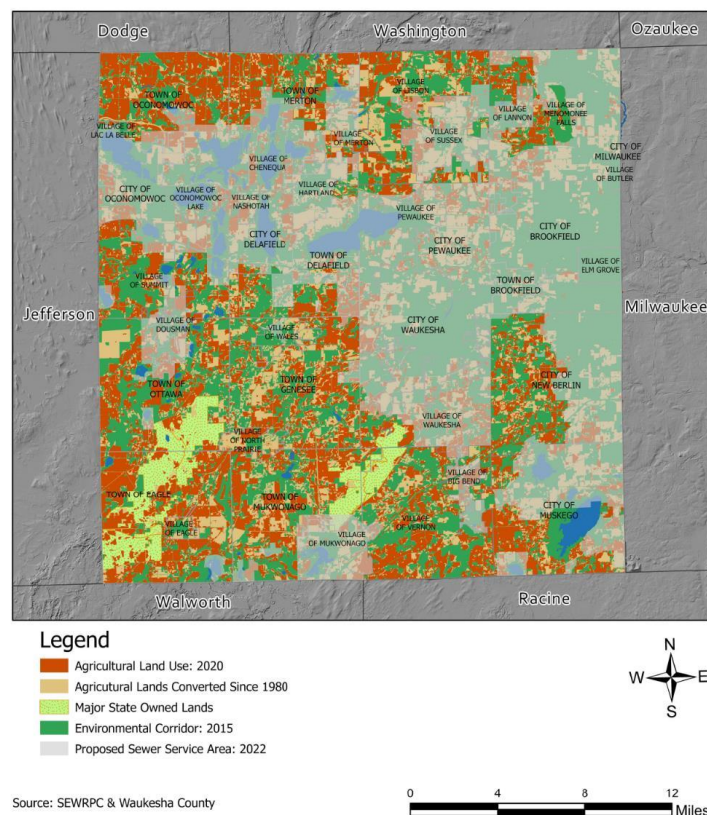 Dodge
Washington
Ozaukee
TOWN OF
OCONOMOWOC
TOWN OF
MERTON
VILLAGE
OF LISBON
VILLAGE
OF LANNON
VILLAGE OF
MENOMONEE
FALLS
VILLAGE OF
LAC LA BELLE
VILLAGE
OF MERTON
VILLAGE
OF SUSSEX
CITY OF
MILWAUKEE
VILLAGE
OF BUTLER
VILLAGE OF
CHENEQUA
CITY OF
OCONOMOWOC
VILLAGE OF
OCONOMOWOC
LAKE
VILLAGE OF
NASHOTAH
VILLAGE OF
HARTLAND
VILLAGE OF
PEWAUKEE
CITY OF
DELAFIELD
TOWN OF
DELAFIELD
CITY OF
PEWAUKEE
CITY OF
BROOKFIELD
VILLAGE OF
ELM GROVE
VILLAGE
OF SUMMIT
TOWN OF
BROOKFIELD
Jefferson
Milwaukee
VILLAGE OF
DOUSMAN
VILLAGE
OF WALES
CITY OF
WAUKESHA
TOWN OF
OTTAWA
TOWN OF
GENESEE
CITY OF
NEW BERLIN
VILLAGE OF
WAUKESHA
VILLAGE
OF NORTH
PRAIRIE
VILLAGE OF
BIG BEND
TOWN OF EAGLE
TOWN OF
MUKWONAGO
CITY OF
MUSKEGO
VILLAGE
OF EAGLE
VILLAGE
OF VERNON
VILLAGE
OF MUKWONAGO
Walworth
Racine
Legend
Agricultural Land Use: 2020
Agricutural Lands Converted Since 1980
Major State Owned Lands
Environmental Corridor: 2015
Proposed Sewer Service Area: 2022
N
W E
S
Source: SEWRPC & Waukesha County
0 4 8 12
Miles